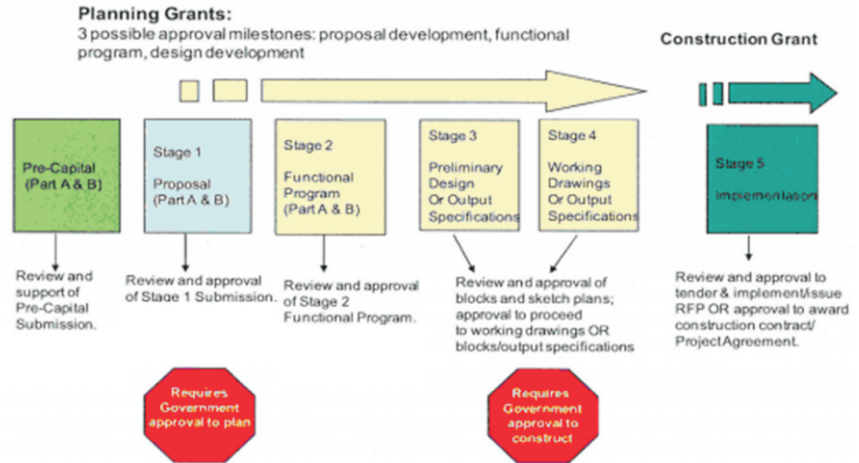 Planning Grants:
3 possible approval milestones: proposal development, functional
program, design development
Construction Grant
Pre-Capital
(Part A & B)
Stage 1
Proposal
(Part A & B)
Stage 2
Functional
Program
(Part A & B)
Stage 3
Preliminary
Design
Or Output
Specifications
Stage 4
Working
Drawings
Or Output
Specifications
Stage 5
Implementation
Review and
support of
Pre-Capital
Submission.
Review and approval
of Stage 1 Submission.
Review and approval
of Stage 2
Functional Program.
Review and approval of
blocks and sketch plans;
approval to proceed
to working drawings OR
blocks/output specifications
Review and approval to
tender & implement/issue
RFP OR approval to award
construction contract/
Project Agreement.
Requires
Government
approval to plan
Requires
Government
approval to
construct